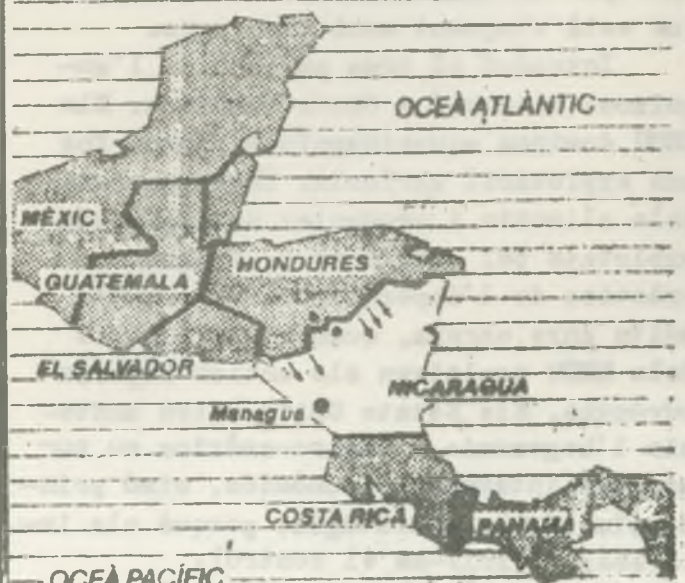 OCEÀ ATLÀNTIC
MÈXIC
GUATEMALA
HONDURES
EL SALVADOR
NICARAGUA
Managua
COSTA RICA
PANAMÀ
OCEÀ PACÍFIC